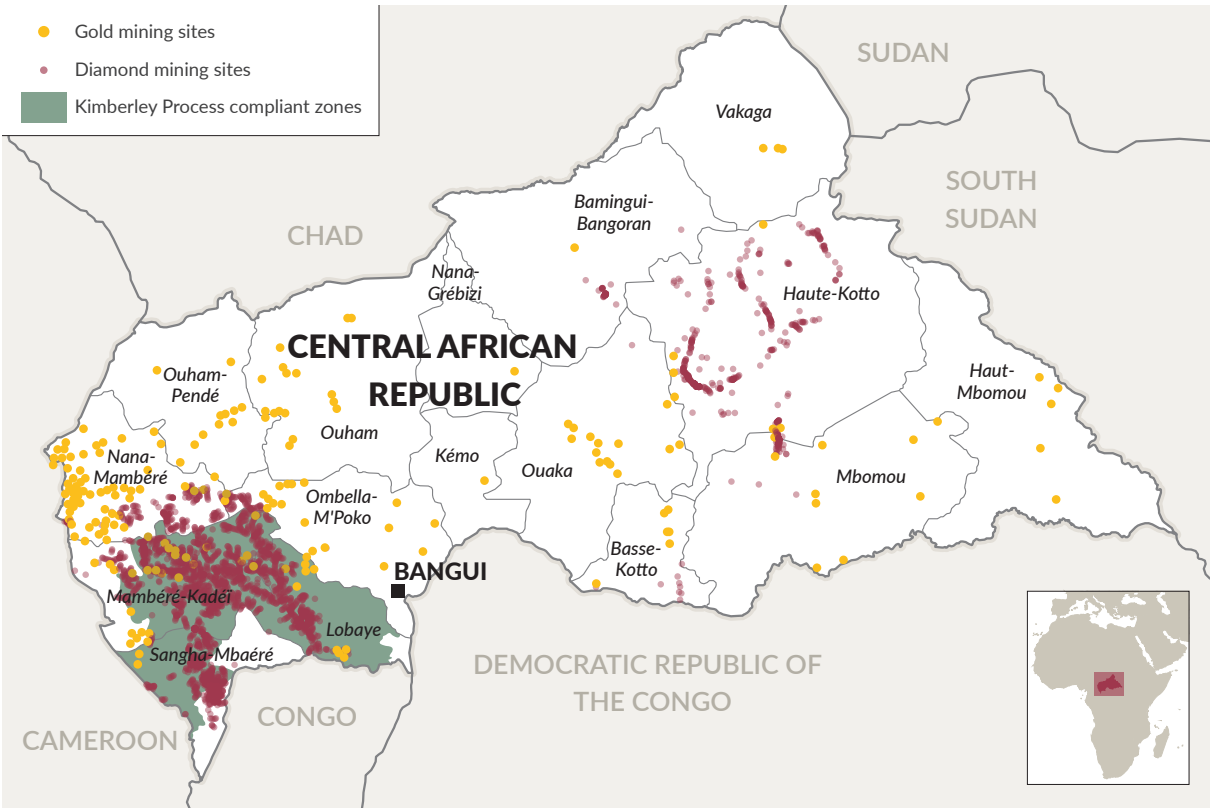 Gold mining sites
Diamond mining sites
Kimberley Process compliant zones
SUDAN
Vakaga
SOUTH
SUDAN
CHAD
Bamingui-
Bangoran
Nana-
Grébizi
Haute-Kotto
CENTRAL AFRICAN
REPUBLIC
Ouham-
Pendé
Haut-
Mbomou
Ouham
Nana-
Mambéré
Kémo
Ouaka
Mbomou
Ombella-
M'Poko
Basse-
Kotto
BANGUI
Mambéré-Kadéï
Lobaye
Sangha-Mbaéré
DEMOCRATIC REPUBLIC OF
THE CONGO
CONGO
CAMEROON